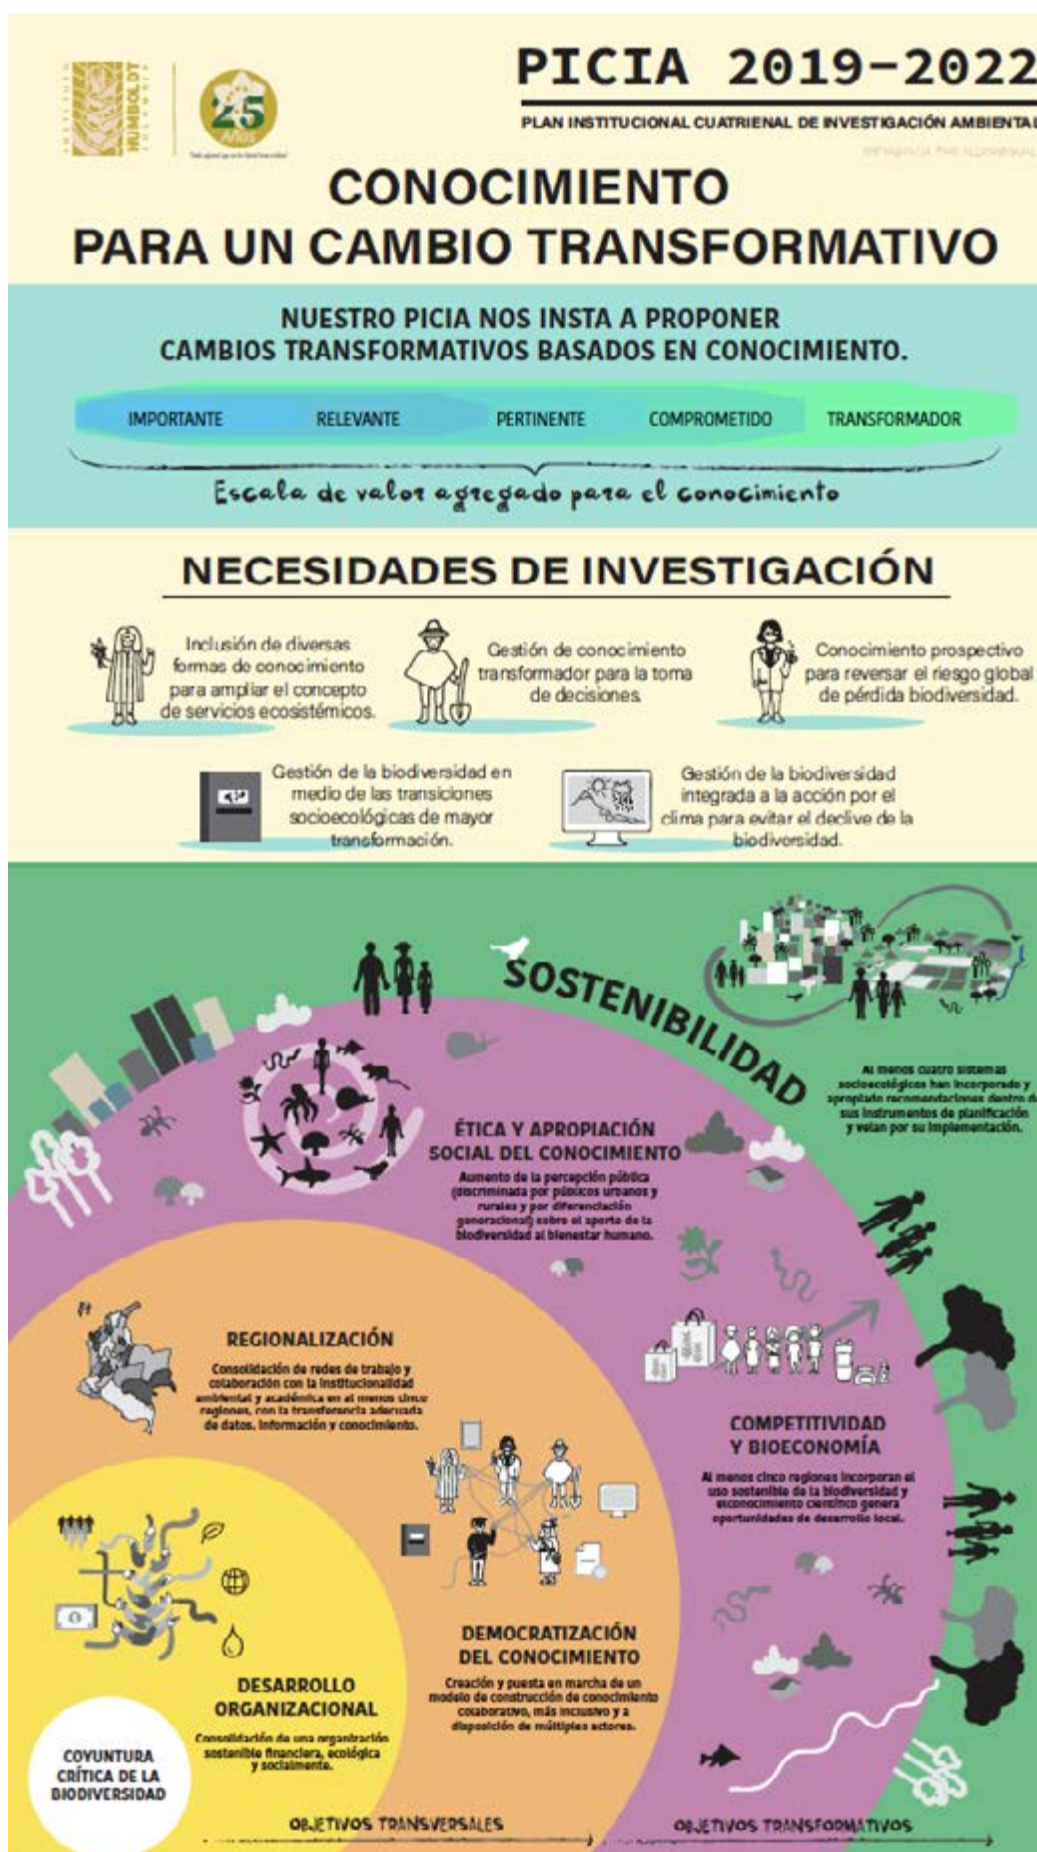 INSTITUTO
HUMBOLDT
COLOMBIA
25
Años
PICIA 2019-2022
PLAN INSTITUCIONAL CUATRIENAL DE INVESTIGACIÓN AMBIENTAL
CONOCIMIENTO
PARA UN CAMBIO TRANSFORMATIVO
NUESTRO PICIA NOS INSTA A PROPONER
CAMBIOS TRANSFORMATIVOS BASADOS EN CONOCIMIENTO.
IMPORTANTE RELEVANTE PERTINENTE COMPROMETIDO TRANSFORMADOR
Escala de valor agregado para el conocimiento
NECESIDADES DE INVESTIGACIÓN
Inclusión de diversas
formas de conocimiento
para ampliar el concepto
de servicios ecosistémicos.
Gestión de conocimiento
transformador para la toma
de decisiones.
Conocimiento prospectivo
para reversar el riesgo global
de pérdida biodiversidad.
Gestión de la biodiversidad en
medio de las transiciones
socioecológicas de mayor
transformación.
Gestión de la biodiversidad
integrada a la acción por el
clima para evitar el declive de la
biodiversidad.
SOSTENIBILIDAD
Al menos cuatro sistemas
socioecológicos han incorporado y
apropiado recomendaciones dentro de
sus instrumentos de planificación
y velan por su implementación.
ÉTICA Y APROPIACIÓN
SOCIAL DEL CONOCIMIENTO
Aumento de la percepción pública
(discriminada por públicos urbanos y
rurales y por diferenciación
generacional) sobre el aporte de la
biodiversidad al bienestar humano.
REGIONALIZACIÓN
Consolidación de redes de trabajo y
colaboración con la institucionalidad
ambiental y académica en al menos cinco
regiones, con la transferencia adecuada
de datos, información y conocimiento.
COMPETITIVIDAD
Y BIOECONOMÍA
Al menos cinco regiones incorporan el
uso sostenible de la biodiversidad y
elconocimiento científico genera
oportunidades de desarrollo local.
DEMOCRATIZACIÓN
DEL CONOCIMIENTO
Creación y puesta en marcha de un
modelo de construcción de conocimiento
colaborativo, más inclusivo y a
disposición de múltiples actores.
DESARROLLO
ORGANIZACIONAL
Consolidación de una organización
sostenible financiera, ecológica
y socialmente.
COYUNTURA
CRÍTICA DE LA
BIODIVERSIDAD
OBJETIVOS TRANSVERSALES
OBJETIVOS TRANSFORMATIVOS